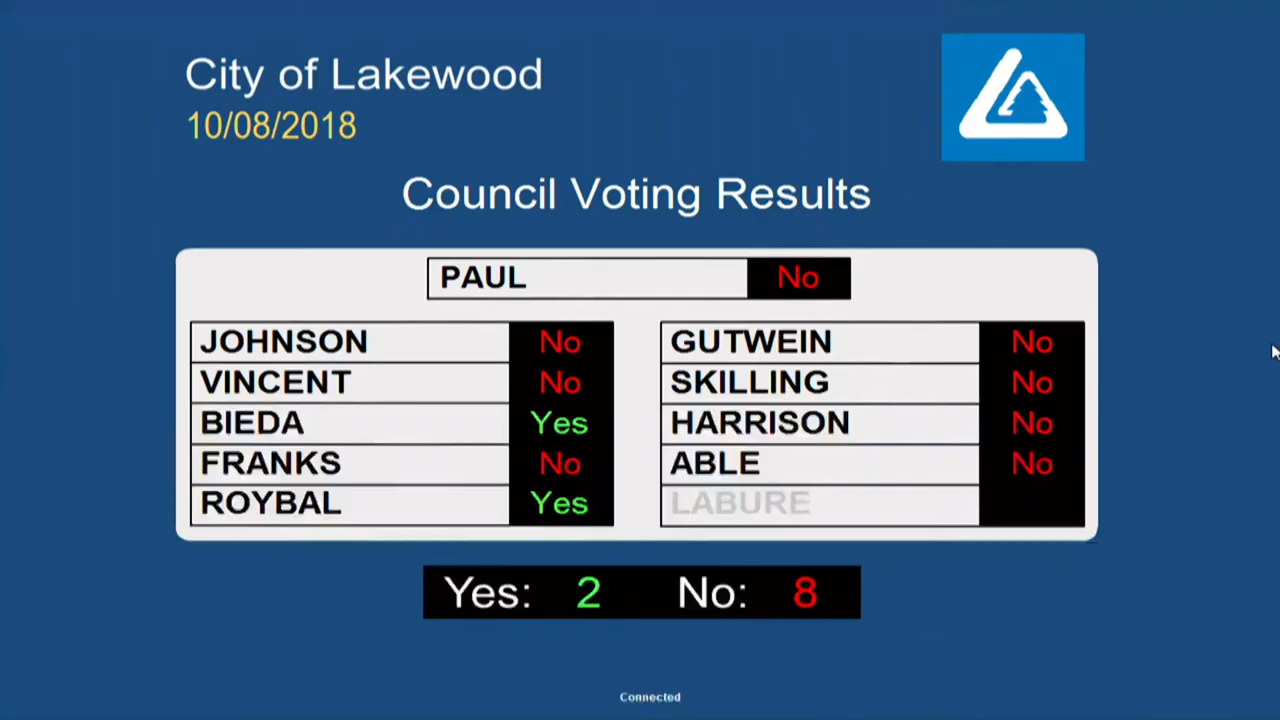 City of Lakewood
10/08/2018
Council Voting Results
PAUL No
JOHNSON No
VINCENT No
BIEDA Yes
FRANKS No
ROYBAL Yes
GUTWEIN No
SKILLING No
HARRISON No
ABLE No
LABURE
Yes: 2 No: 8
Connected